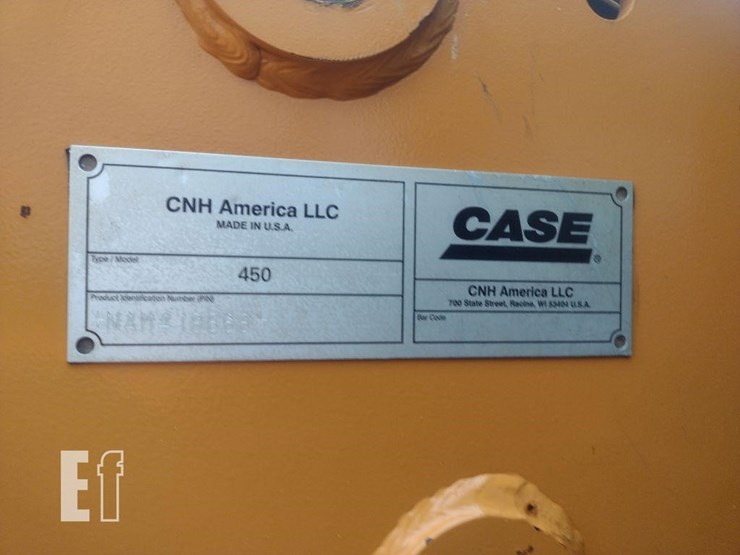 CNH America LLC
MADE IN U.S.A.
Type / Model
450
Product Identification Number (PIN)
CASE
®
CNH America LLC
700 State Street, Racine, WI 53404 U.S.A.
Bar Code
Ef